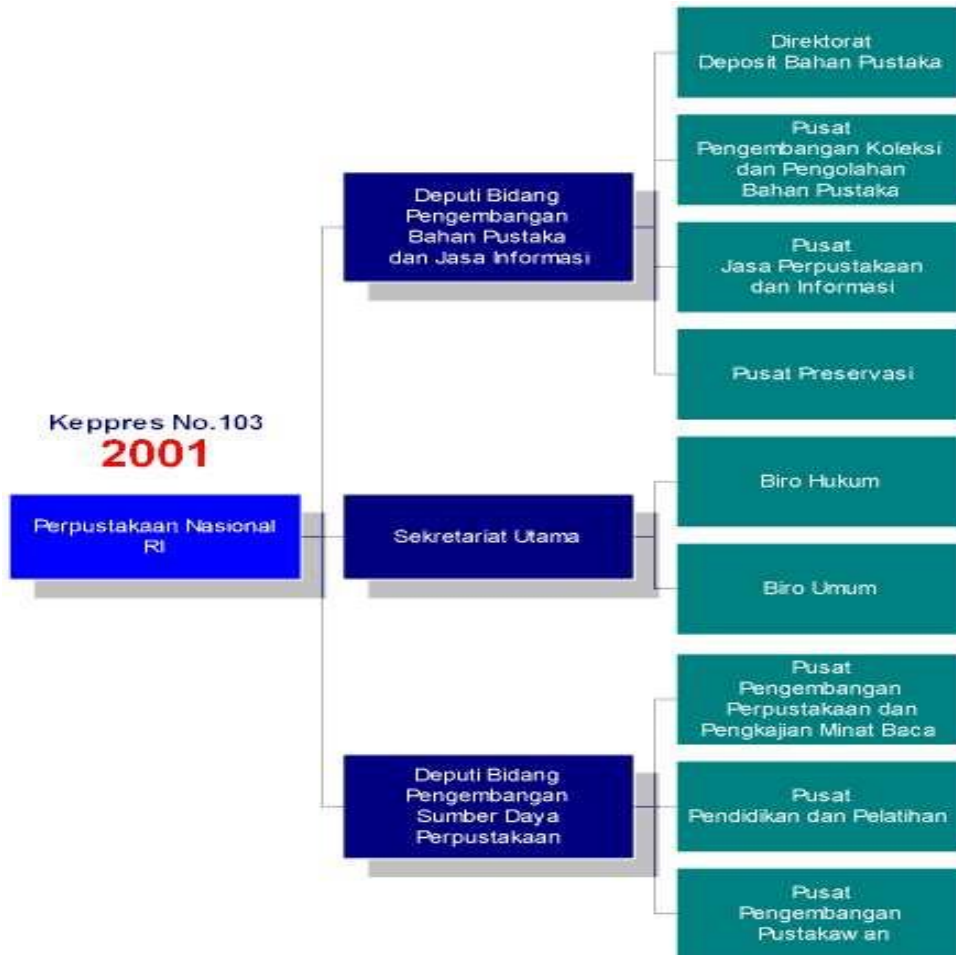 Keppres No.103
2001
Perpustakaan Nasional
RI
Deputi Bidang
Pengembangan
Bahan Pustaka
dan Jasa Informasi
Direktorat
Deposit Bahan Pustaka
Pusat
Pengembangan Koleksi
dan Pengolahan
Bahan Pustaka
Pusat
Jasa Perpustakaan
dan Informasi
Pusat Preservasi
Sekretariat Utama
Biro Hukum
Biro Umum
Deputi Bidang
Pengembangan
Sumber Daya
Perpustakaan
Pusat
Pengembangan
Perpustakaan dan
Pengkajian Minat Baca
Pusat
Pendidikan dan Pelatihan
Pusat
Pengembangan
Pustakaw an